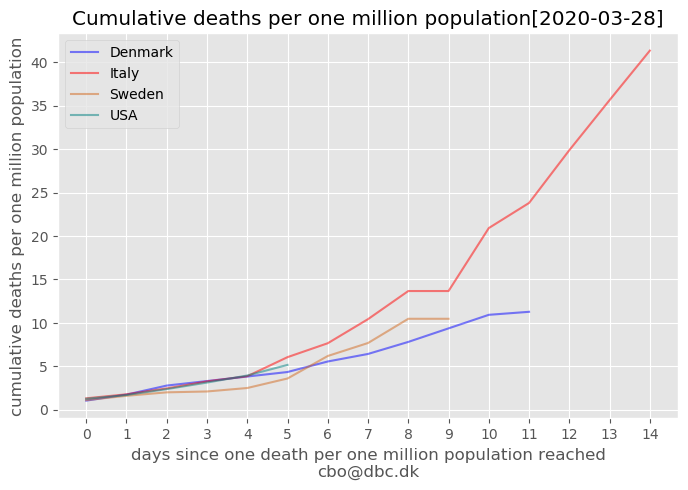 Cumulative deaths per one million population[2020-03-28]
cumulative deaths per one million population
Denmark
Italy
Sweden
USA
40
35
30
25
20
15
10
5
0
0 1 2 3 4 5 6 7 8 9 10 11 12 13 14
days since one death per one million population reached
cbo@dbc.dk